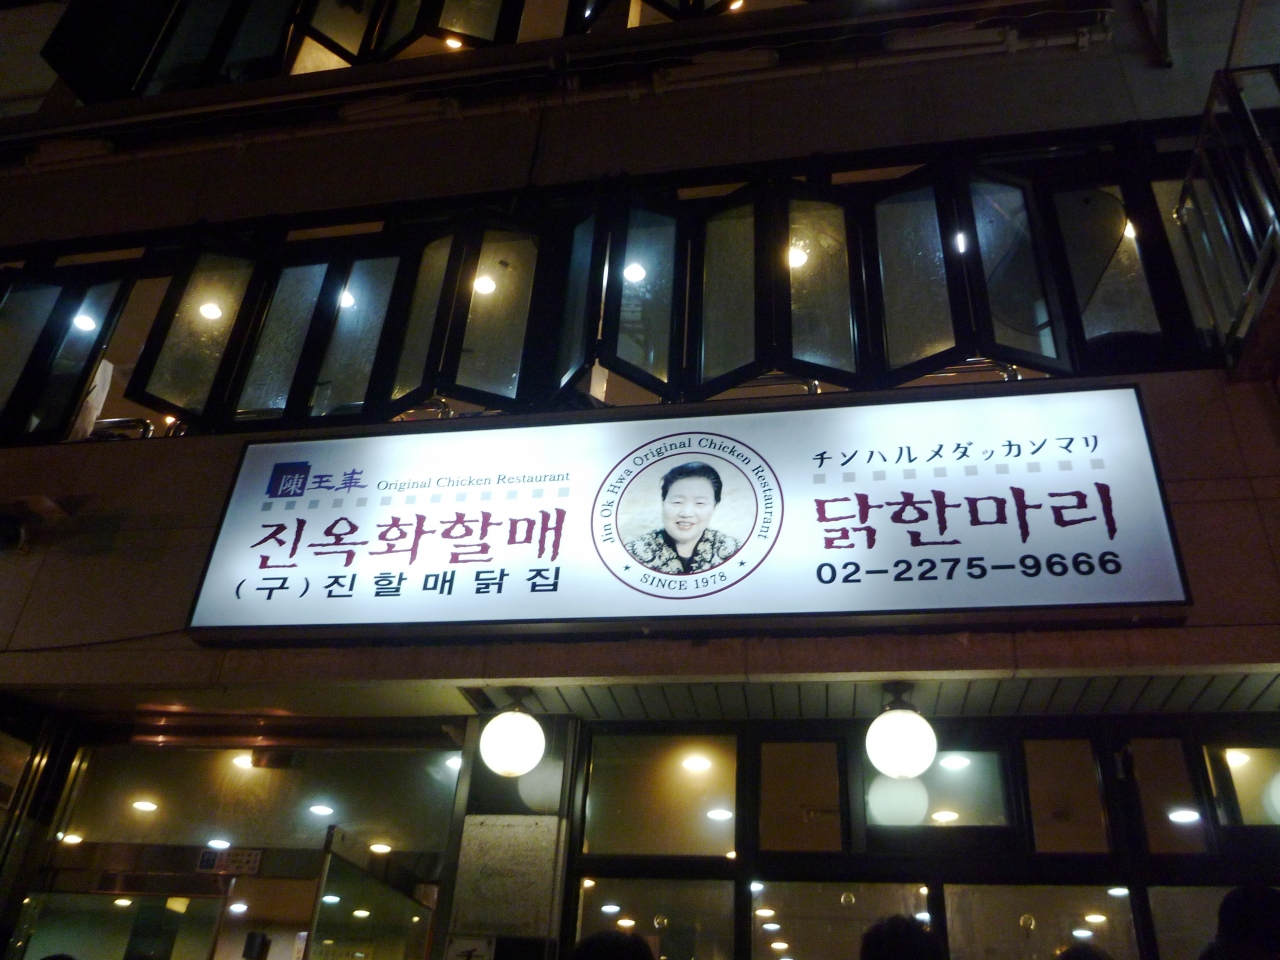 陳玉華 Original Chicken Restaurant
진옥화할매
(구)진할매닭집
Jin Ok Hwa Original Chicken Restaurant
★ SINCE 1978 ★
チンハルメダッカンマリ
닭한마리
02-2275-9666